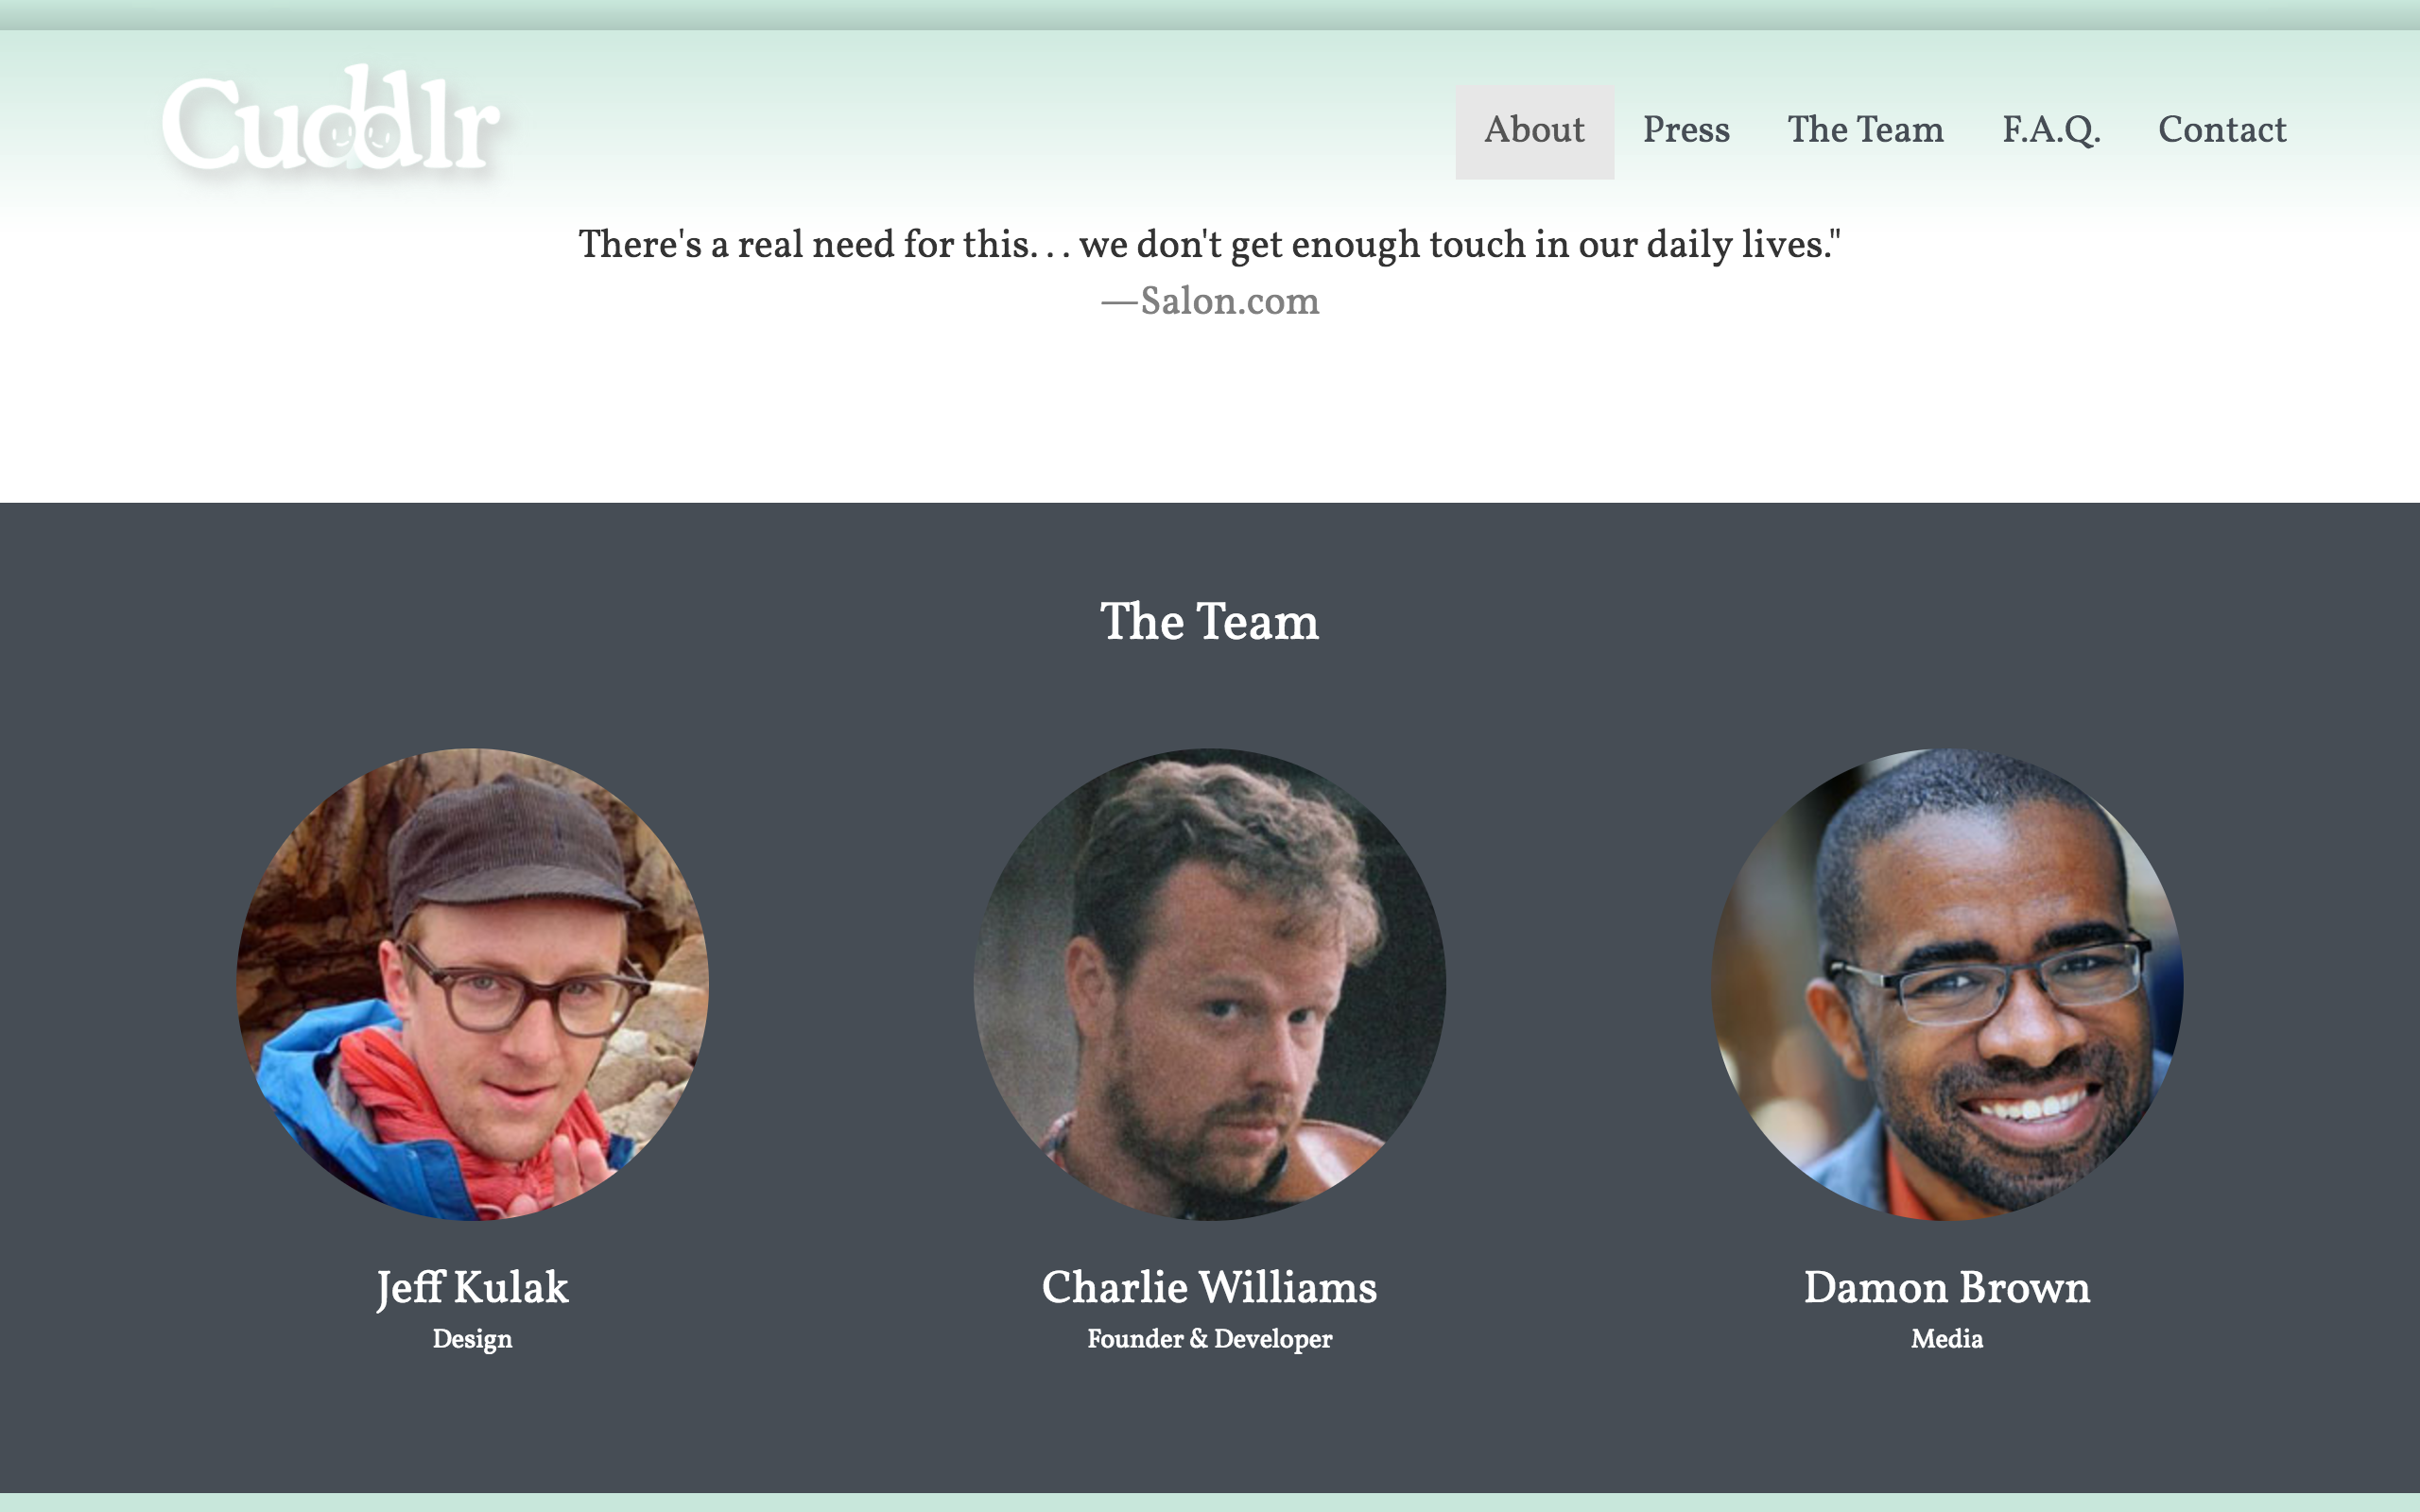 Cuddlr
About Press The Team F.A.Q. Contact
There's a real need for this. . . we don't get enough touch in our daily lives."
—Salon.com
The Team
Jeff Kulak
Design
Charlie Williams
Founder & Developer
Damon Brown
Media